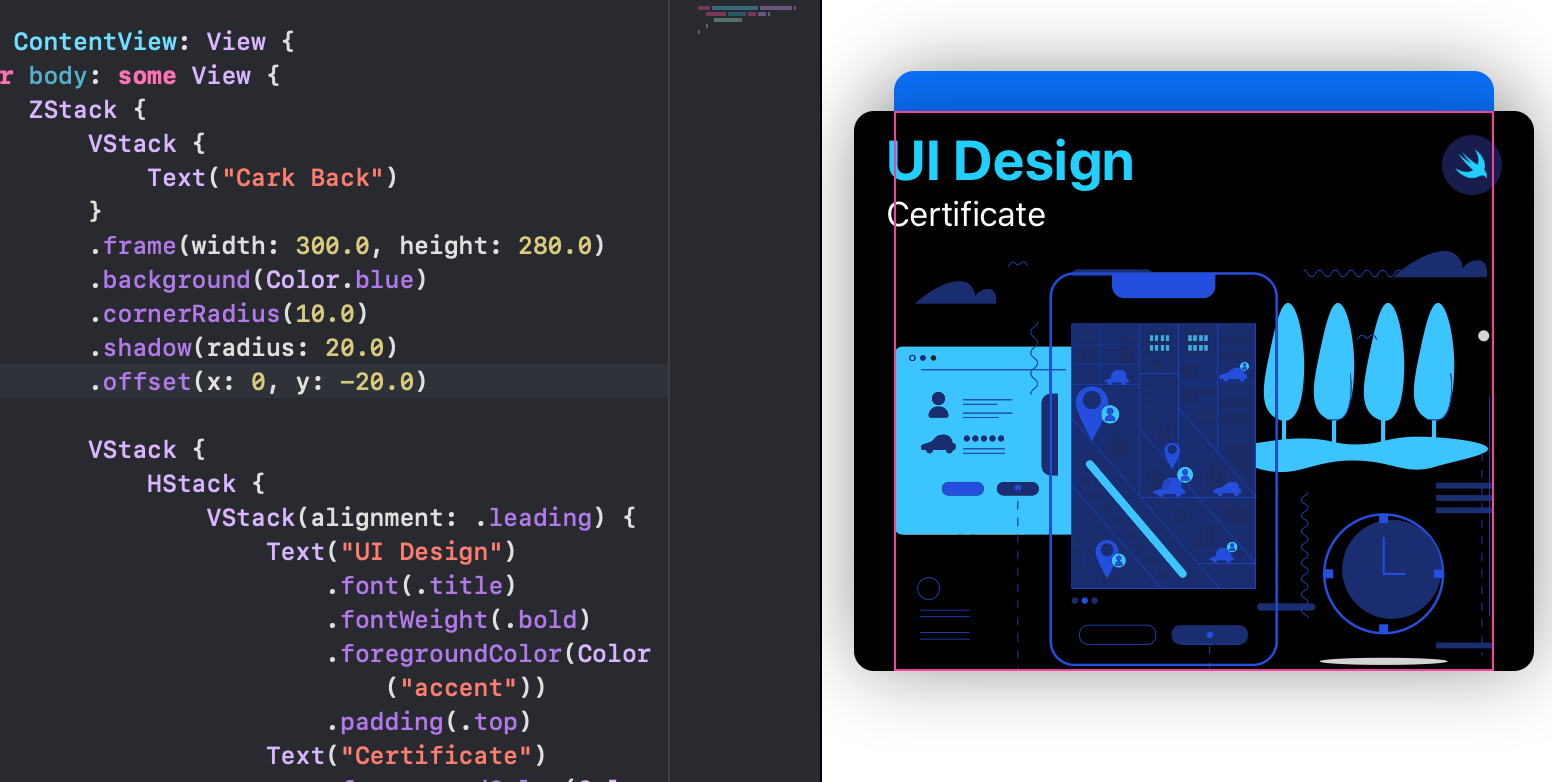 ContentView: View {
r body: some View {
ZStack {
VStack {
Text("Cark Back")
}
.frame(width: 300.0, height: 280.0)
.background(Color.blue)
.cornerRadius(10.0)
.shadow(radius: 20.0)
.offset(x: 0, y: -20.0)
VStack {
HStack {
VStack(alignment: .leading) {
Text("UI Design")
.font(.title)
.fontWeight(.bold)
.foregroundColor(Color
("accent"))
.padding(.top)
Text("Certificate")
UI Design
Certificate